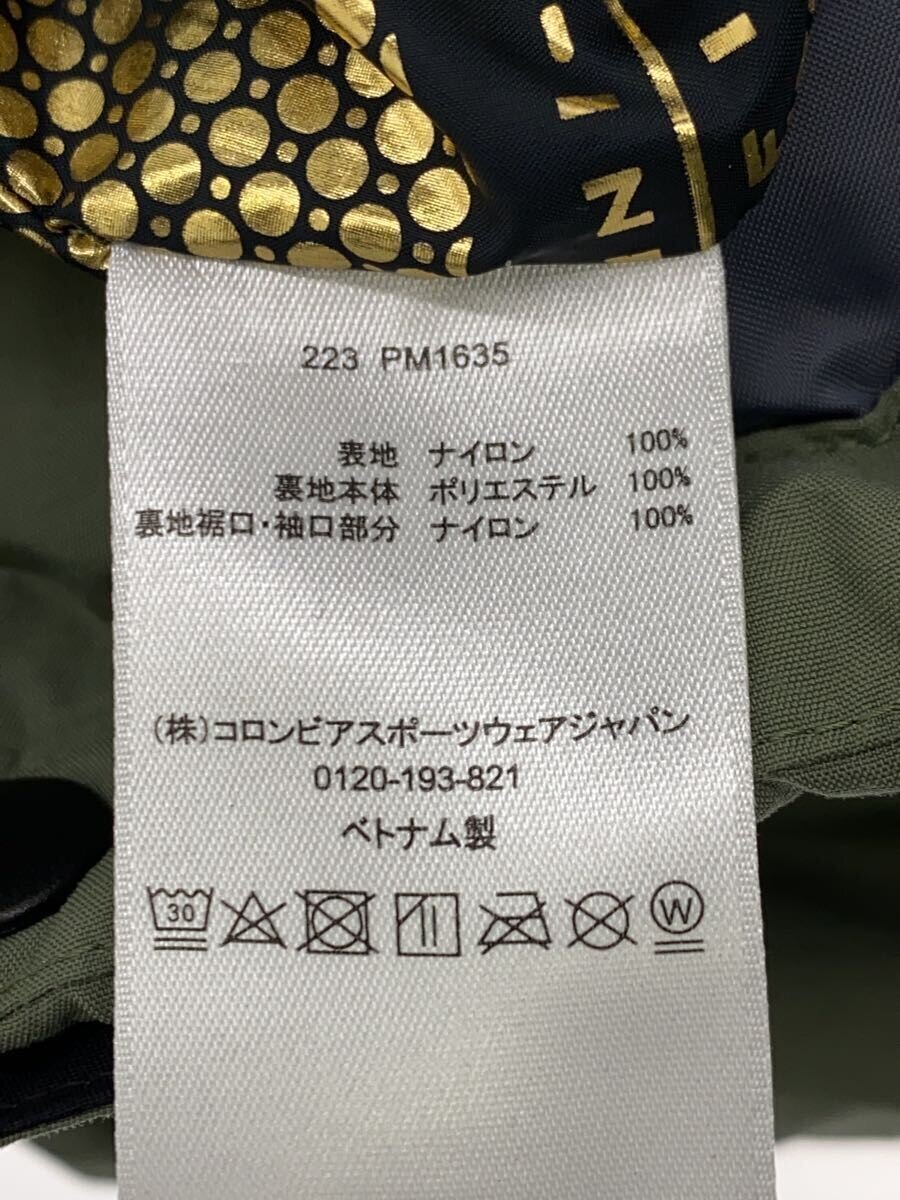 N
223 PM1635
表地 ナイロン 100%
裏地本体 ポリエステル 100%
裏地裾口・袖口部分 ナイロン 100%
(株)コロンビアスポーツウェアジャパン
0120-193-821
ベトナム製
30
W